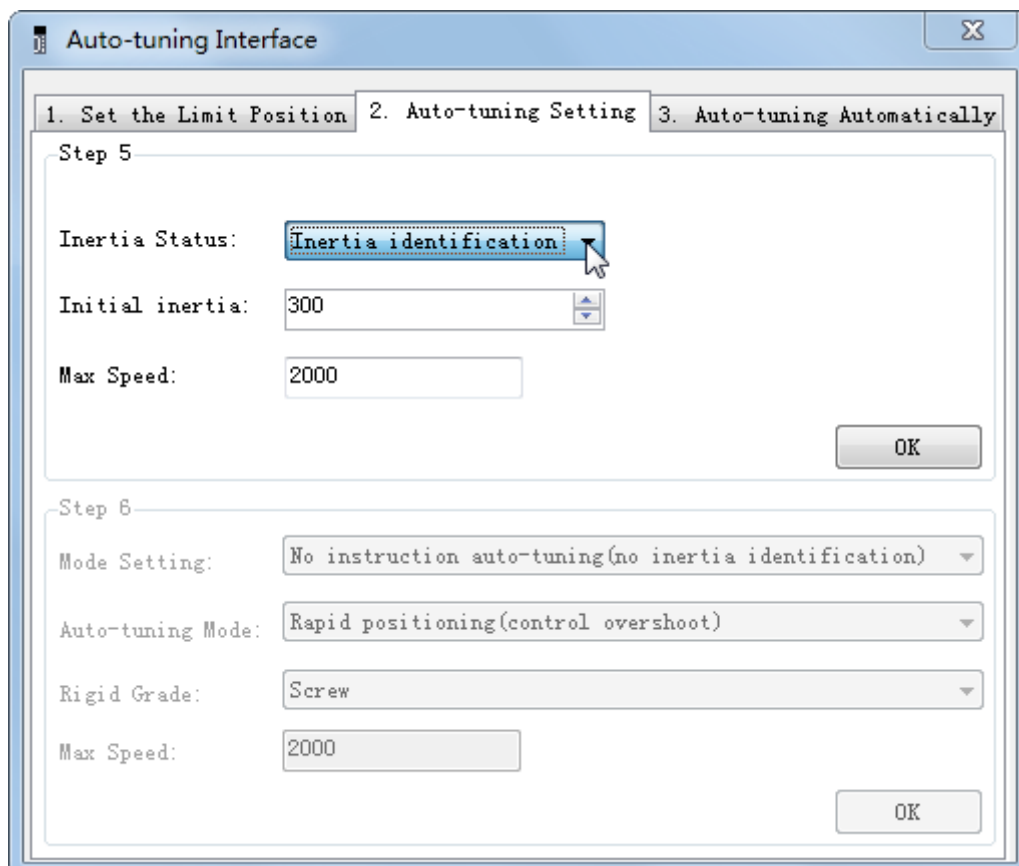 Auto-tuning Interface
1. Set the Limit Position 2. Auto-tuning Setting 3. Auto-tuning Automatically
Step 5
Inertia Status: Inertia identification
Initial inertia: 300
Max Speed: 2000
OK
Step 6
Mode Setting: No instruction auto-tuning(no inertia identification)
Auto-tuning Mode: Rapid positioning(control overshoot)
Rigid Grade: Screw
Max Speed: 2000
OK